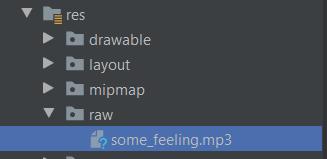 res
drawable
layout
mipmap
raw
some_feeling.mp3